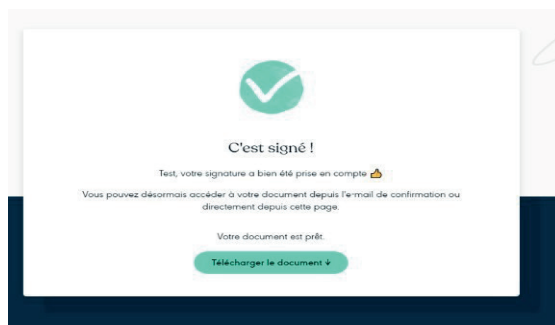 C'est signé !
Test, votre signature a bien été prise en compte 👍
Vous pouvez désormais accéder à votre document depuis l'e-mail de confirmation ou
directement depuis cette page.
Votre document est prêt.
Télécharger le document ↓